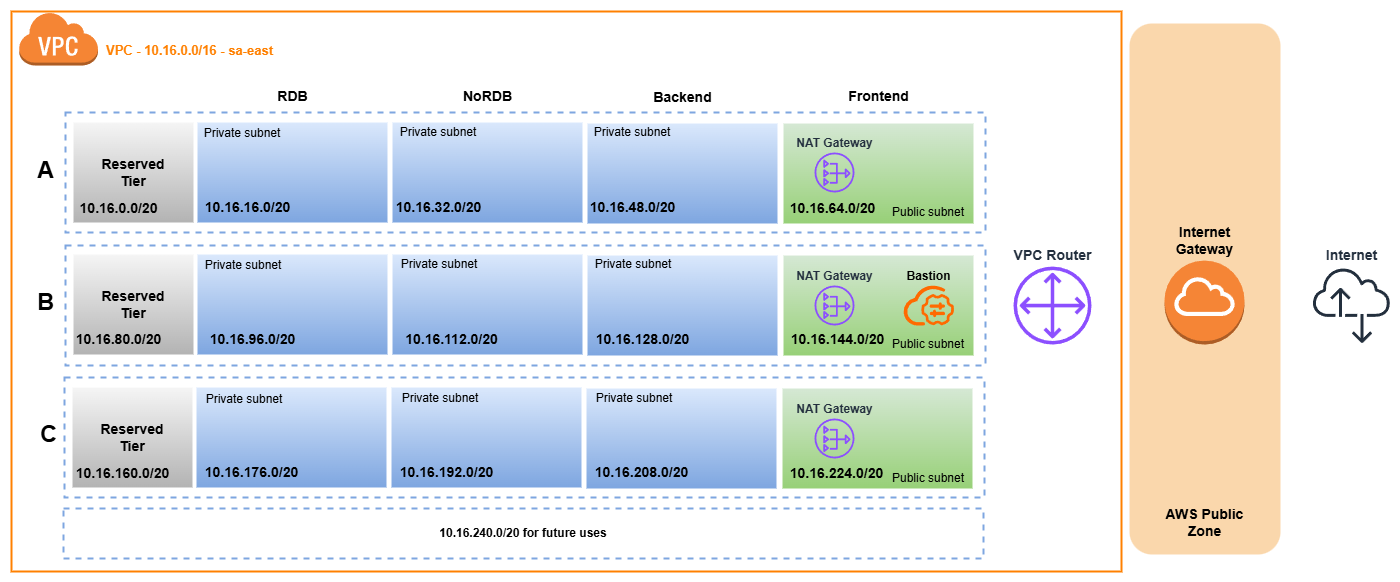 VPC
VPC - 10.16.0.0/16 - sa-east
RDB
NoRDB
Backend
Frontend
A
Reserved
Tier
10.16.0.0/20
Private subnet
10.16.16.0/20
Private subnet
10.16.32.0/20
Private subnet
10.16.48.0/20
NAT Gateway
10.16.64.0/20
Public subnet
B
Reserved
Tier
10.16.80.0/20
Private subnet
10.16.96.0/20
Private subnet
10.16.112.0/20
Private subnet
10.16.128.0/20
NAT Gateway
Bastion
10.16.144.0/20
Public subnet
C
Reserved
Tier
10.16.160.0/20
Private subnet
10.16.176.0/20
Private subnet
10.16.192.0/20
Private subnet
10.16.208.0/20
NAT Gateway
10.16.224.0/20
Public subnet
10.16.240.0/20 for future uses
VPC Router
Internet
Gateway
AWS Public
Zone
Internet